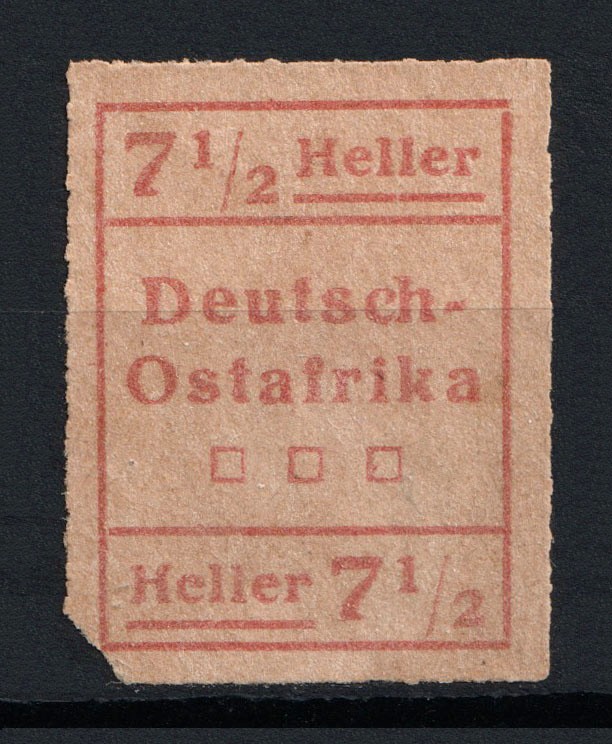 7 1/2 Heller
Deutsch-
Ostafrika
Heller 7 1/2